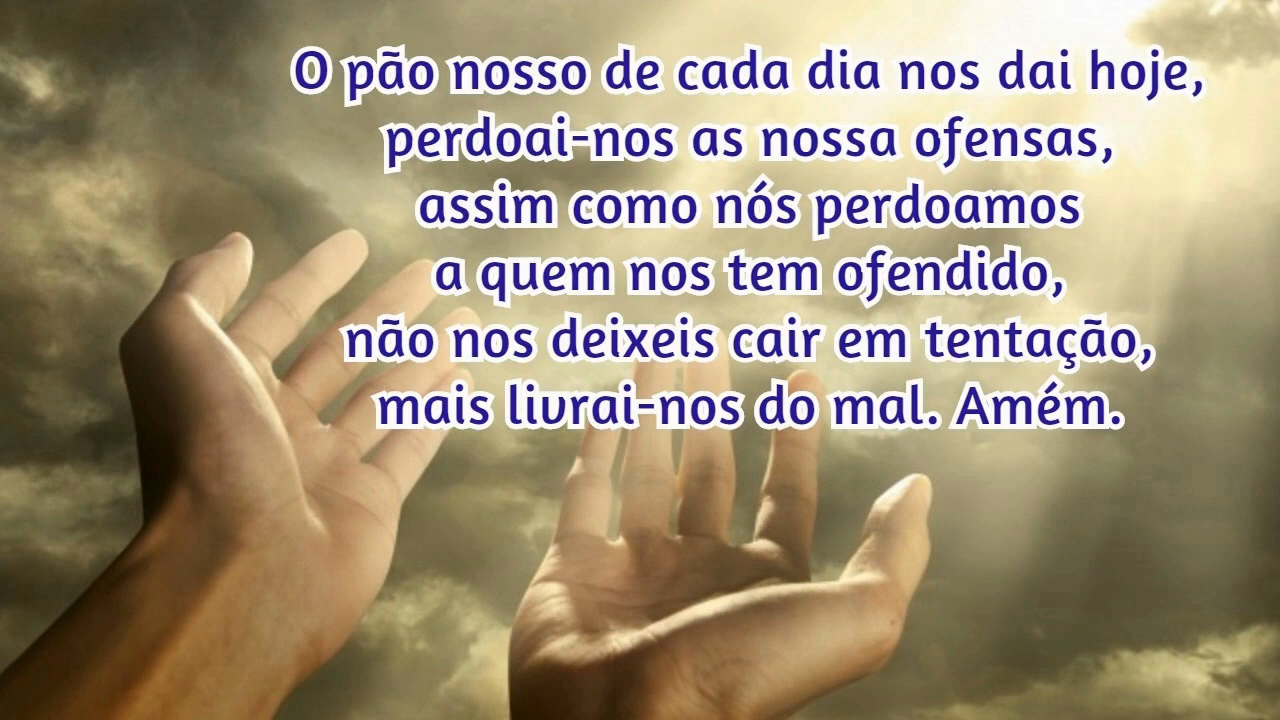 O pão nosso de cada dia nos dai hoje,
perdoai-nos as nossa ofensas,
assim como nós perdoamos
a quem nos tem ofendido,
não nos deixeis cair em tentação,
mais livrai-nos do mal. Amém.